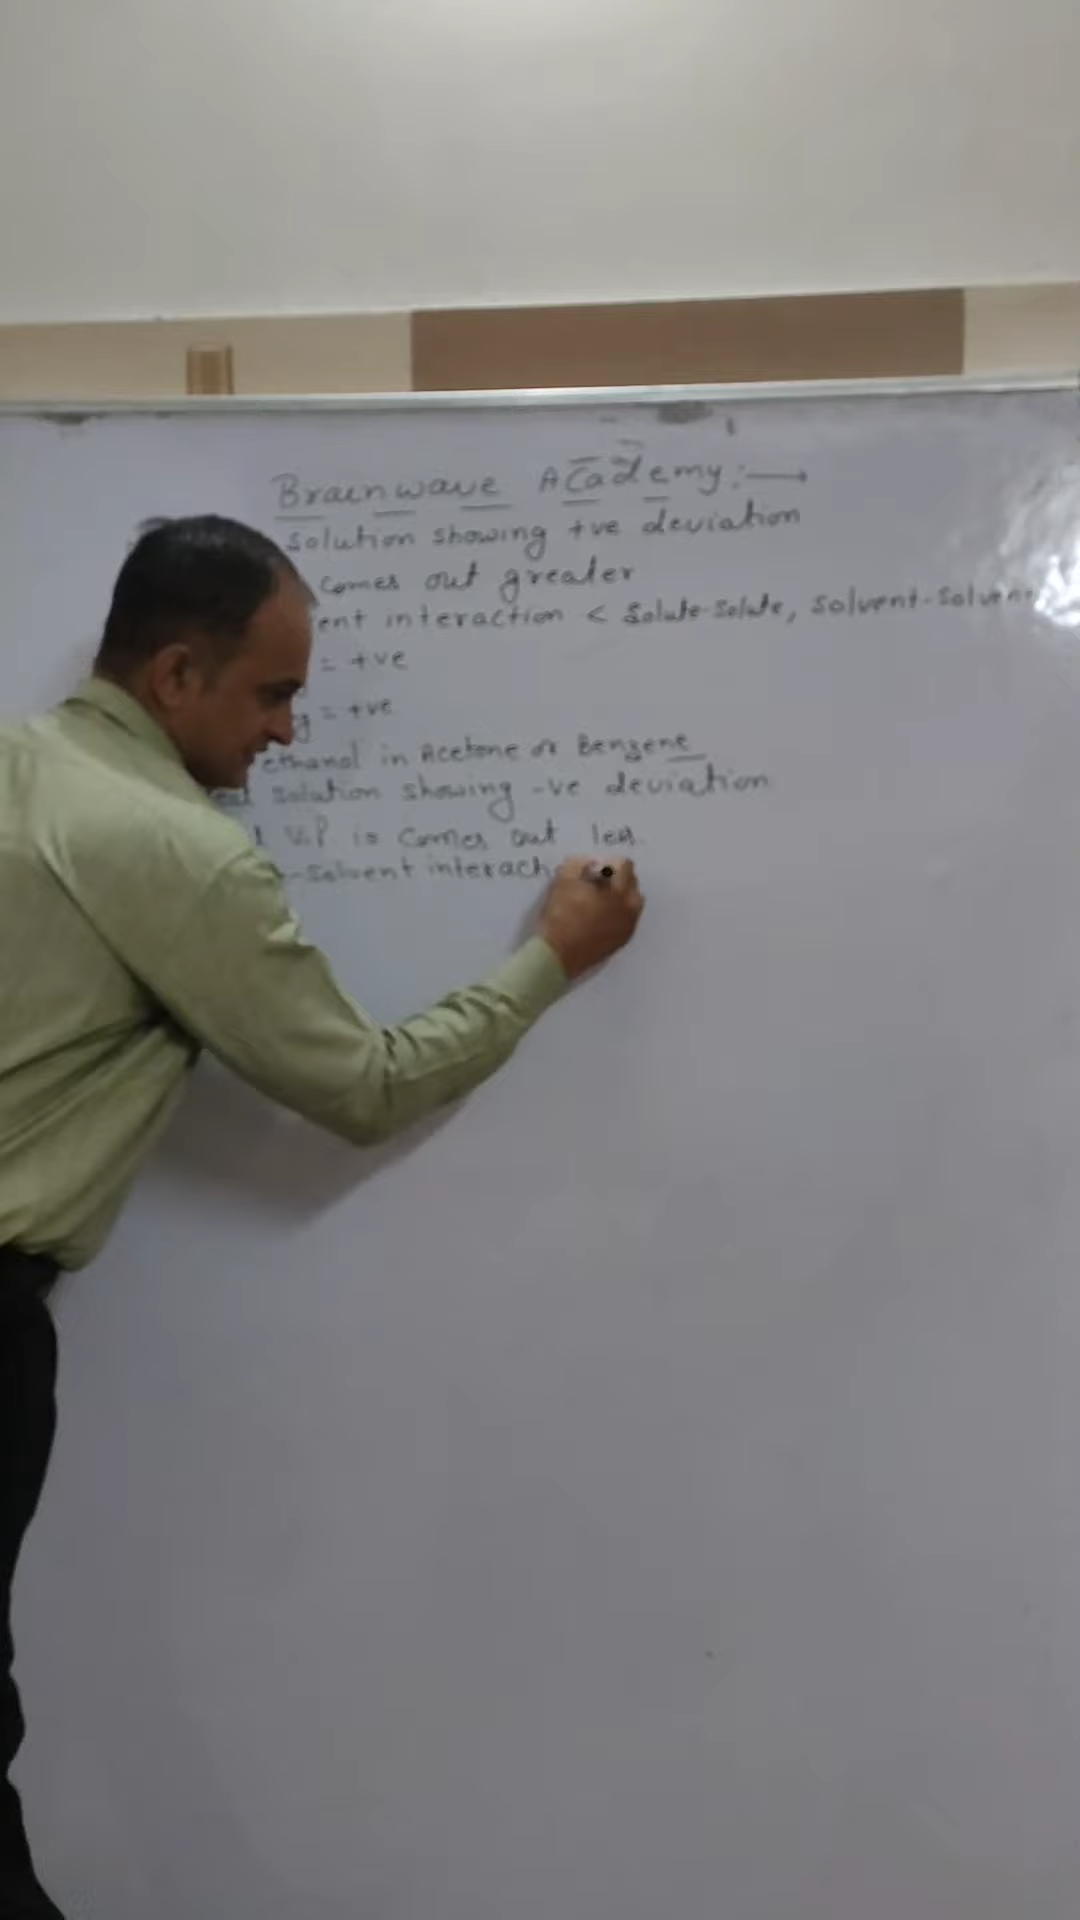 Brainwave Academy:→
solution showing +ve deviation
comes out greater
ent interaction < Solute-Solute, Solvent-Solvent
= +ve
g = +ve
ethanol in Acetone or Benzene
solution showing -ve deviation
V.P is comes out less.
-solvent interacti